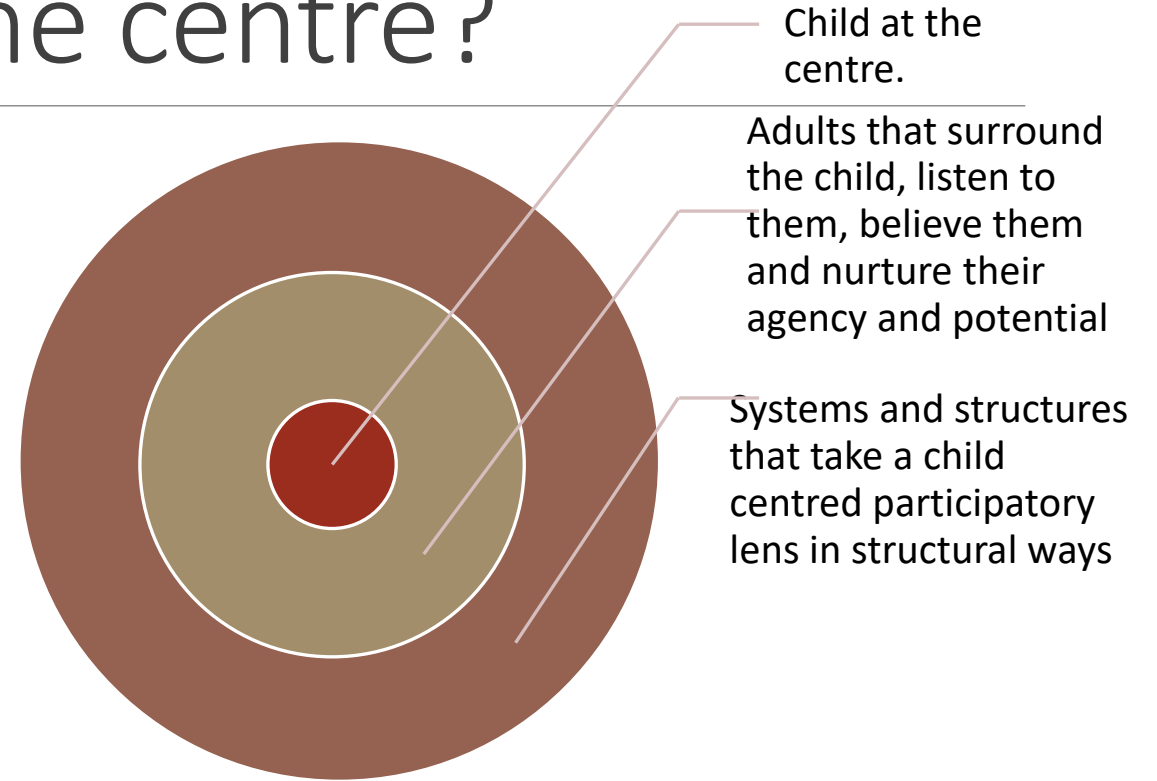 he centre?
Child at the
centre.
Adults that surround
the child, listen to
them, believe them
and nurture their
agency and potential
Systems and structures
that take a child
centred participatory
lens in structural ways